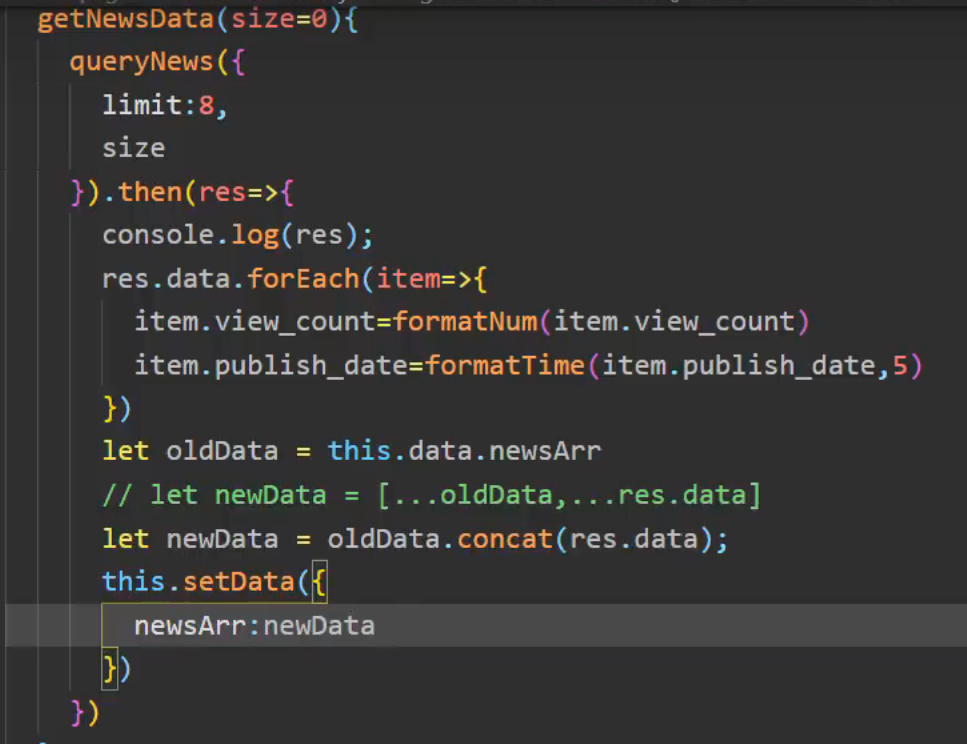 getNewsData(size=0){
queryNews({
limit:8,
size
}).then(res=>{
console.log(res);
res.data.forEach(item=>{
item.view_count=formatNum(item.view_count)
item.publish_date=formatTime(item.publish_date,5)
})
let oldData = this.data.newsArr
// let newData = [...oldData,...res.data]
let newData = oldData.concat(res.data);
this.setData({
newsArr:newData
})
})